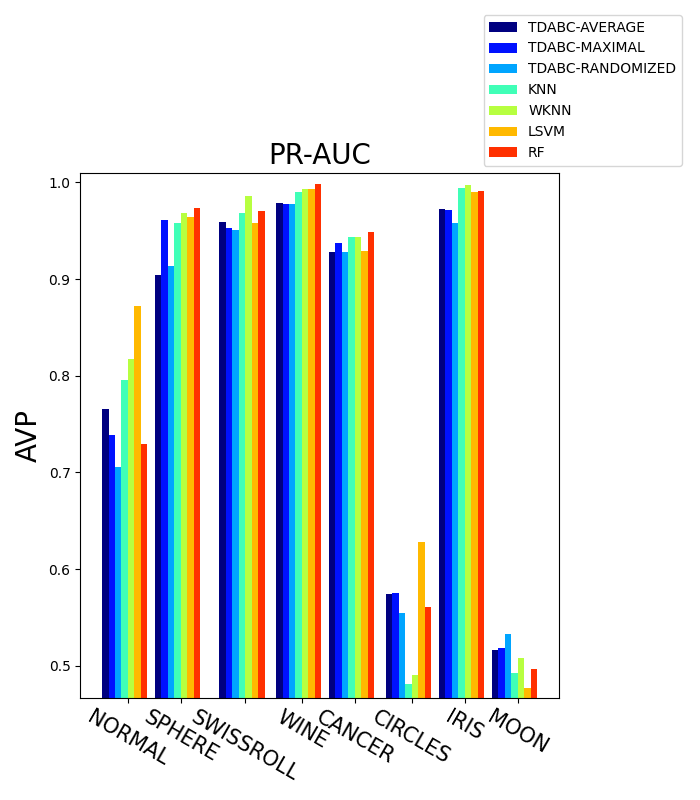 TDABC-AVERAGE
TDABC-MAXIMAL
TDABC-RANDOMIZED
KNN
WKNN
LSVM
RF
PR-AUC
AVP
1.0
0.9
0.8
0.7
0.6
0.5
NORMAL
SPHERE
SWISSROLL
WINE
CANCER
CIRCLES
IRIS
MOON